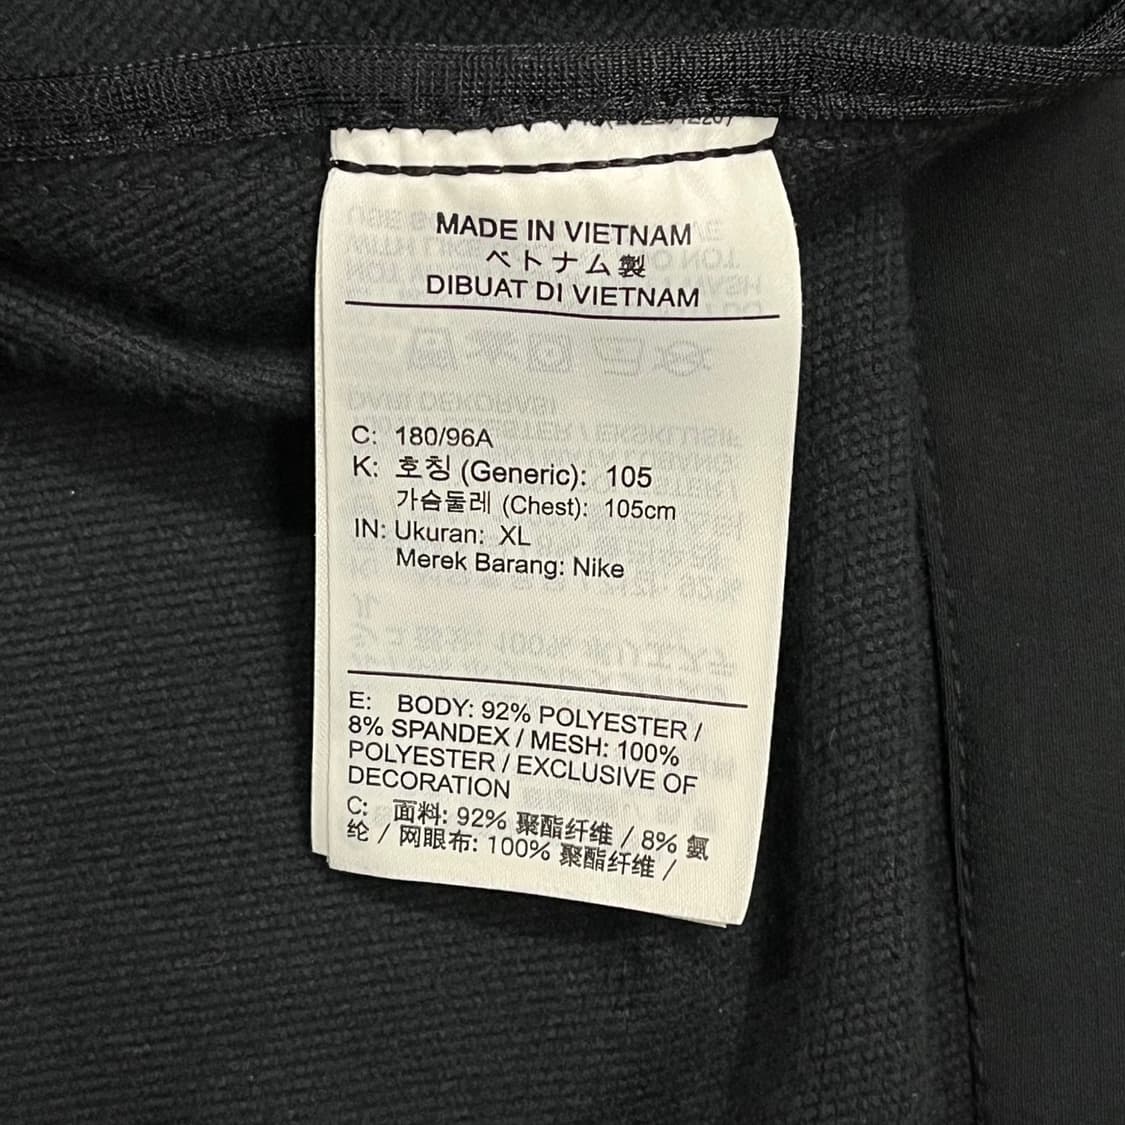 MADE IN VIETNAM
ベトナム製
DIBUAT DI VIETNAM
C: 180/96A
K: 호칭 (Generic): 105
가슴둘레 (Chest): 105cm
IN: Ukuran: XL
Merek Barang: Nike
E: BODY: 92% POLYESTER /
8% SPANDEX / MESH: 100%
POLYESTER / EXCLUSIVE OF
DECORATION
C: 面料: 92% 聚酯纤维 / 8% 氨
纶 / 网眼布: 100% 聚酯纤维 /